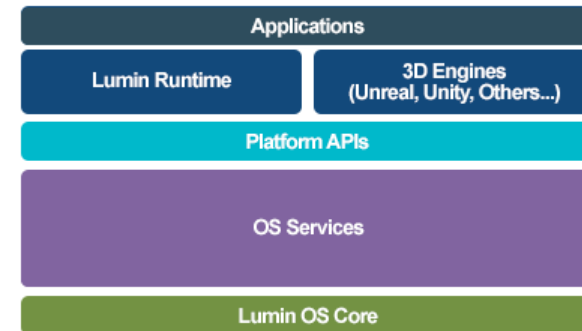 Applications
Lumin Runtime
3D Engines
(Unreal, Unity, Others...)
Platform APIs
OS Services
Lumin OS Core